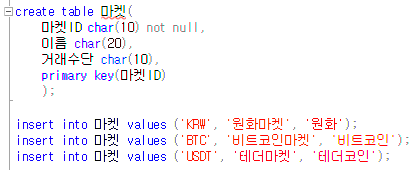 create table 마켓(
마켓ID char(10) not null,
이름 char(20),
거래수단 char(10),
primary key(마켓ID)
);
insert into 마켓 values ('KRW', '원화마켓', '원화');
insert into 마켓 values ('BTC', '비트코인마켓', '비트코인');
insert into 마켓 values ('USDT', '테더마켓', '테더코인');